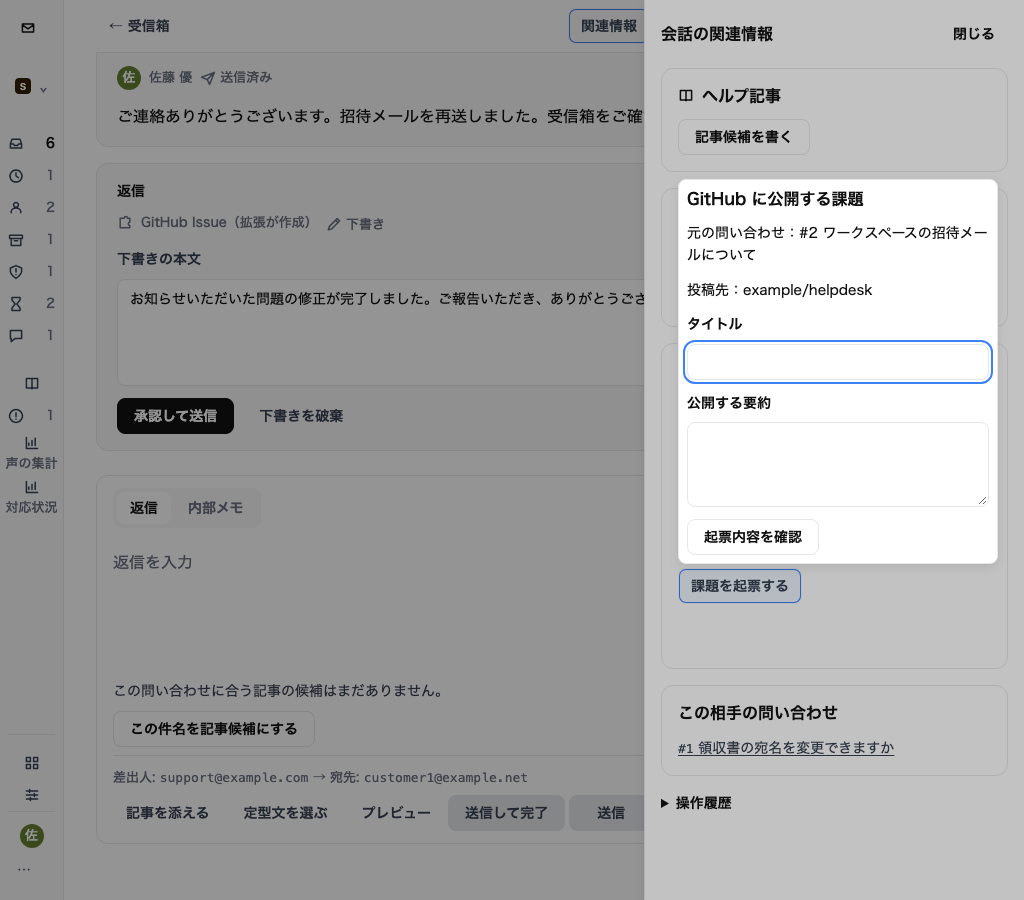 S
6
1
2
1
1
2
1
1
声の集計
対応状況
佐
…
← 受信箱
関連情報
佐 佐藤 優 送信済み
ご連絡ありがとうございます。招待メールを再送しました。受信箱をご確
返信
GitHub Issue（拡張が作成） 下書き
下書きの本文
お知らせいただいた問題の修正が完了しました。ご報告いただき、ありがとうござ
承認して送信 下書きを破棄
返信 内部メモ
返信を入力
この問い合わせに合う記事の候補はまだありません。
この件名を記事候補にする
差出人: support@example.com → 宛先: customer1@example.net
記事を添える 定型文を選ぶ プレビュー 送信して完了 送信
会話の関連情報 閉じる
ヘルプ記事
記事候補を書く
GitHub に公開する課題
元の問い合わせ：#2 ワークスペースの招待メー
ルについて
投稿先：example/helpdesk
タイトル
公開する要約
起票内容を確認
課題を起票する
この相手の問い合わせ
#1 領収書の宛名を変更できますか
▶ 操作履歴